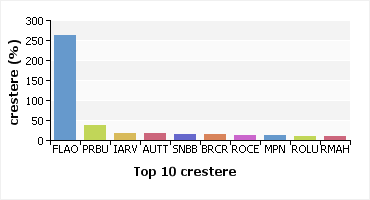 300
250
200
150
100
50
0
crestere (%)
FLAO PRBU IARV AUTT SNBB BRCR ROCE MPN ROLU RMAH
Top 10 crestere